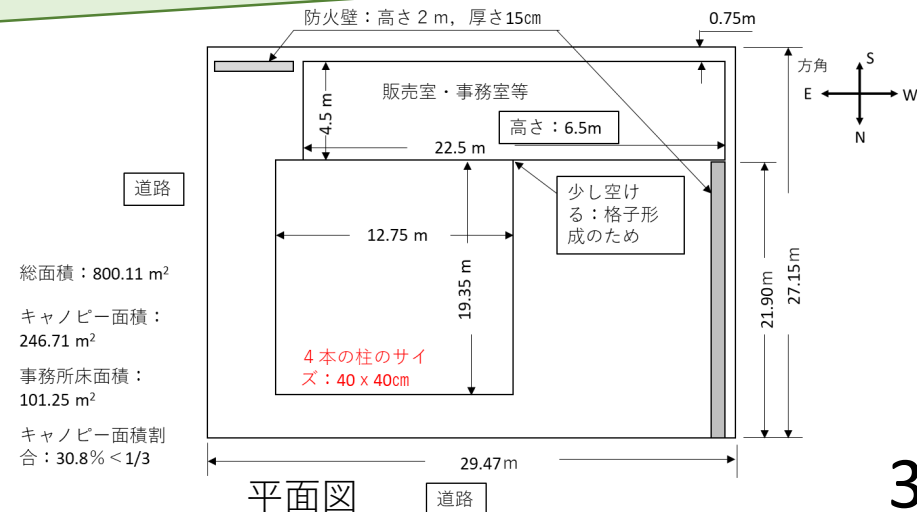 防火壁：高さ２ｍ，厚さ15㎝
0.75m
方角
S
E
W
N
販売室・事務室等
4.5 m
高さ：6.5m
22.5 m
道路
少し空け
る：格子形
成のため
12.75 m
19.35 m
21.90m
27.15m
総面積：800.11 m²
キャノピー面積：
246.71 m²
事務所床面積：
101.25 m²
キャノピー面積割
合：30.8%＜1/3
４本の柱のサイ
ズ：40 x 40㎝
29.47m
平面図
道路
3